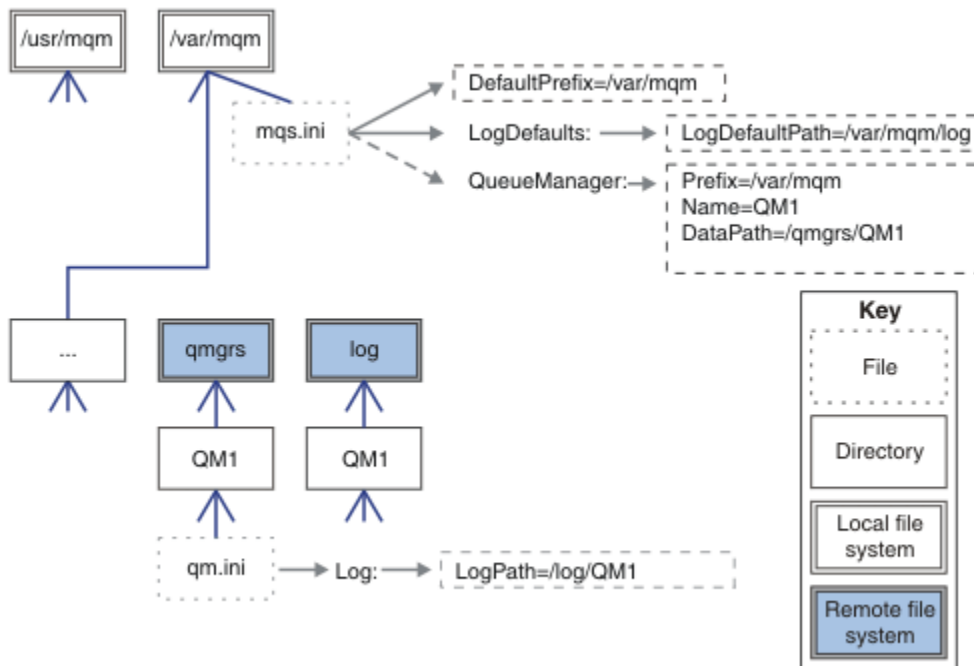 /usr/mqm
/var/mqm
mqs.ini
DefaultPrefix=/var/mqm
LogDefaults:
LogDefaultPath=/var/mqm/log
QueueManager:
Prefix=/var/mqm
Name=QM1
DataPath=/qmgrs/QM1
...
qmgrs
log
QM1
QM1
qm.ini
Log:
LogPath=/log/QM1
Key
File
Directory
Local file
system
Remote file
system